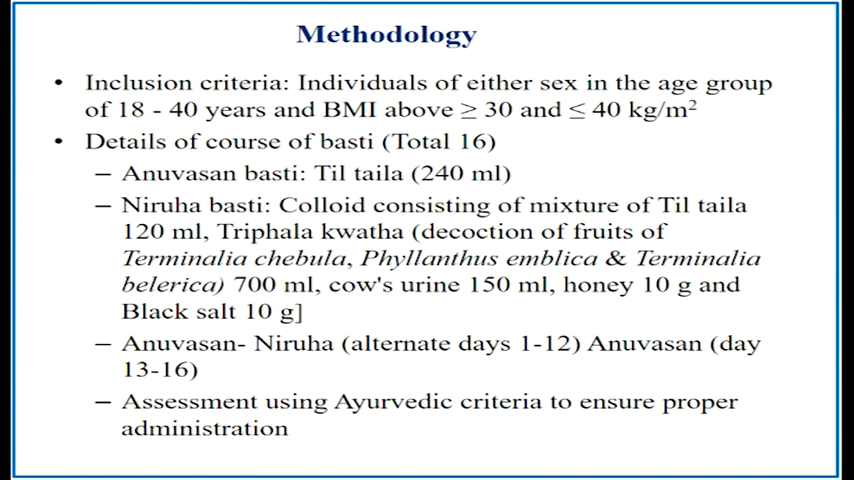 Methodology
• Inclusion criteria: Individuals of either sex in the age group
of 18 - 40 years and BMI above ≥ 30 and ≤ 40 kg/m²
• Details of course of basti (Total 16)
– Anuvasan basti: Til taila (240 ml)
– Niruha basti: Colloid consisting of mixture of Til taila
120 ml, Triphala kwatha (decoction of fruits of
Terminalia chebula, Phyllanthus emblica & Terminalia
belerica) 700 ml, cow's urine 150 ml, honey 10 g and
Black salt 10 g]
– Anuvasan- Niruha (alternate days 1-12) Anuvasan (day
13-16)
– Assessment using Ayurvedic criteria to ensure proper
administration